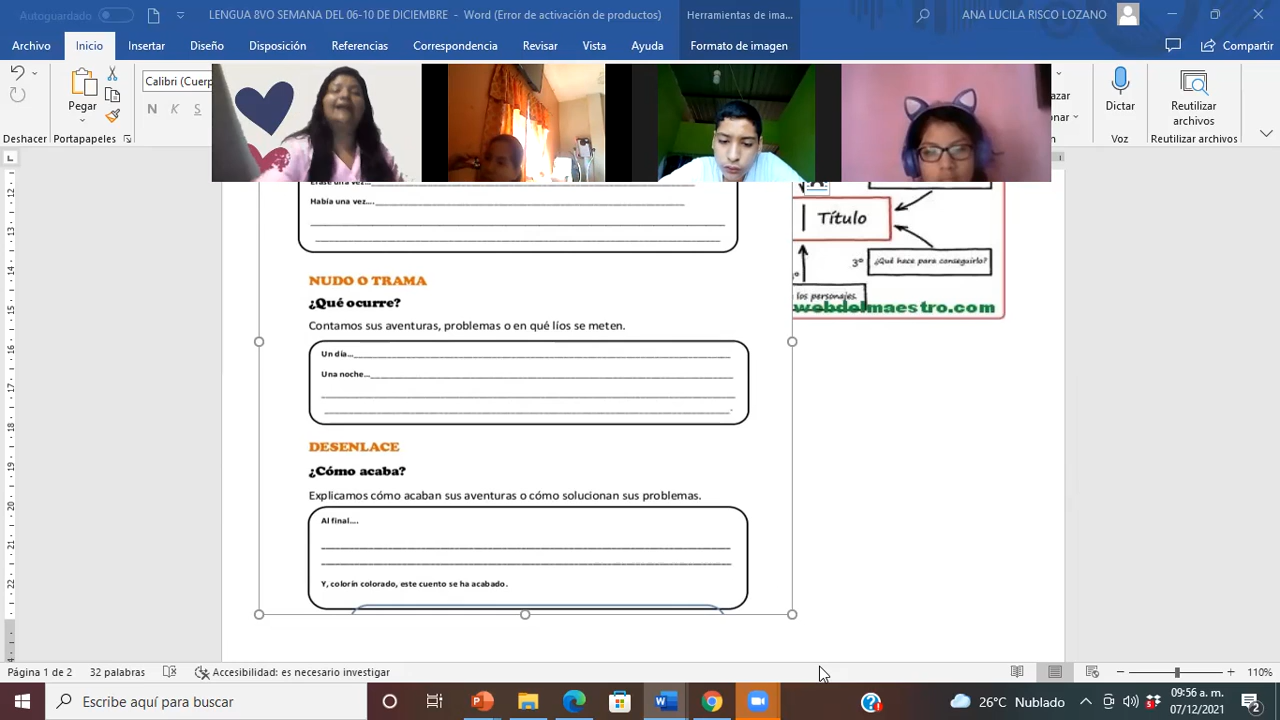 Autoguardado
LENGUA 8VO SEMANA DEL 06-10 DE DICIEMBRE - Word (Error de activación de productos)
Herramientas de ima...
ANA LUCILA RISCO LOZANO
Archivo
Inicio
Insertar
Diseño
Disposición
Referencias
Correspondencia
Revisar
Vista
Ayuda
Formato de imagen
Compartir
Pegar
Calibri (Cuerp
N K S
Dictar
Reutilizar
archivos
Deshacer
Portapapeles
Voz
Reutilizar archivos
Érase una vez...
Había una vez....
Título
3º ¿Qué hace para conseguirlo?
los personajes.
webdelmaestro.com
NUDO O TRAMA
¿Qué ocurre?
Contamos sus aventuras, problemas o en qué líos se meten.
Un día...
Una noche...
DESENLACE
¿Cómo acaba?
Explicamos cómo acaban sus aventuras o cómo solucionan sus problemas.
Al final....
Y, colorín colorado, este cuento se ha acabado.
Página 1 de 2
32 palabras
Accesibilidad: es necesario investigar
110%
Escribe aquí para buscar
26°C Nublado
09:56 a. m.
07/12/2021